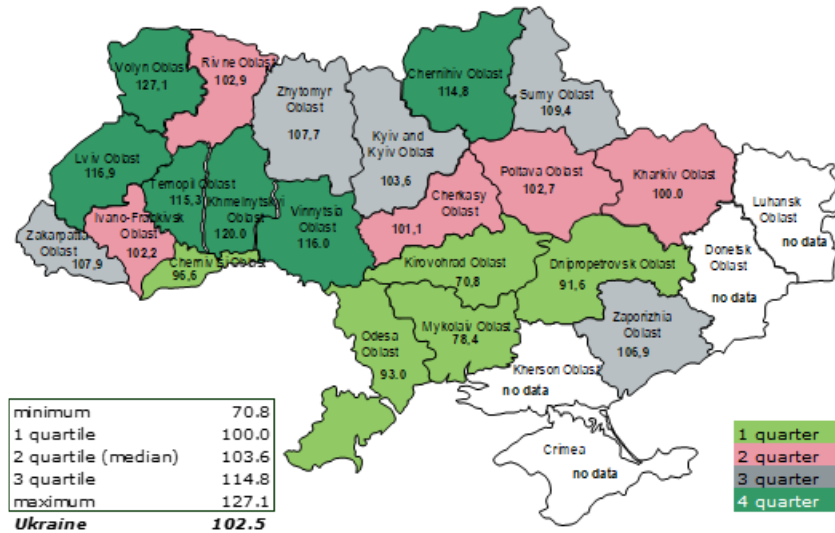 Volyn Oblast
127,1
Rivne Oblast
102,9
Zhytomyr
Oblast
107,7
Kyiv and
Kyiv Oblast
103,6
Chernihiv Oblast
114,8
Sumy Oblast
109,4
Lviv Oblast
116,9
Ternopil Oblast
115,3
Khmelnytskyi
Oblast
120.0
Vinnytsia
Oblast
116.0
Cherkasy
Oblast
101,1
Poltava Oblast
102,7
Kharkiv Oblast
100.0
Luhansk
Oblast
no data
Zakarpattia
Oblast
107,9
Ivano-Frankivsk
Oblast
102,2
Chernivtsi Oblast
96,6
Kirovohrad Oblast
70,8
Dnipropetrovsk Oblast
91,6
Donetsk
Oblast
no data
Odesa
Oblast
93.0
Mykolaiv Oblast
78,4
Zaporizhia
Oblast
106,9
Kherson Oblast
no data
Crimea
no data
minimum 70.8
1 quartile 100.0
2 quartile (median) 103.6
3 quartile 114.8
maximum 127.1
Ukraine 102.5
1 quarter
2 quarter
3 quarter
4 quarter